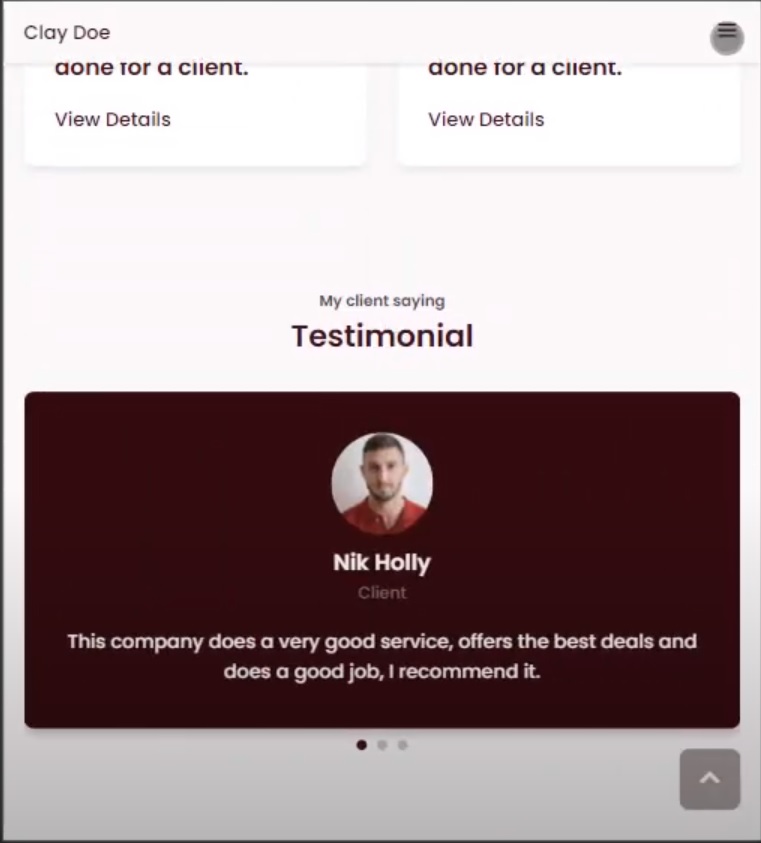 Clay Doe
done for a client.
done for a client.
View Details
View Details
My client saying
Testimonial
Nik Holly
Client
This company does a very good service, offers the best deals and
does a good job, I recommend it.